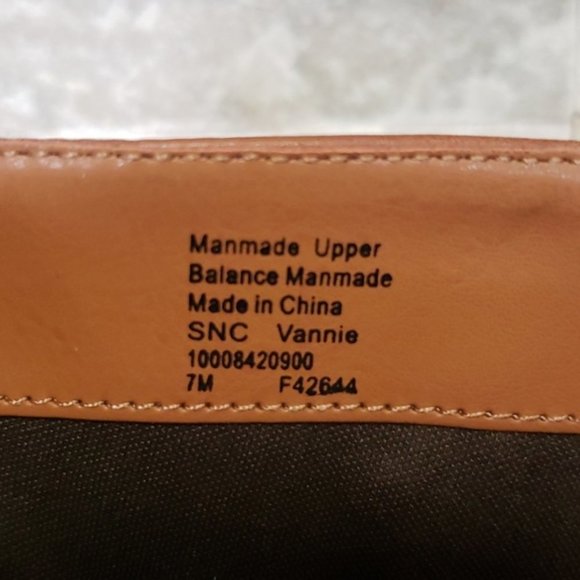 Manmade Upper
Balance Manmade
Made in China
SNC Vannie
10008420900
7M F42644